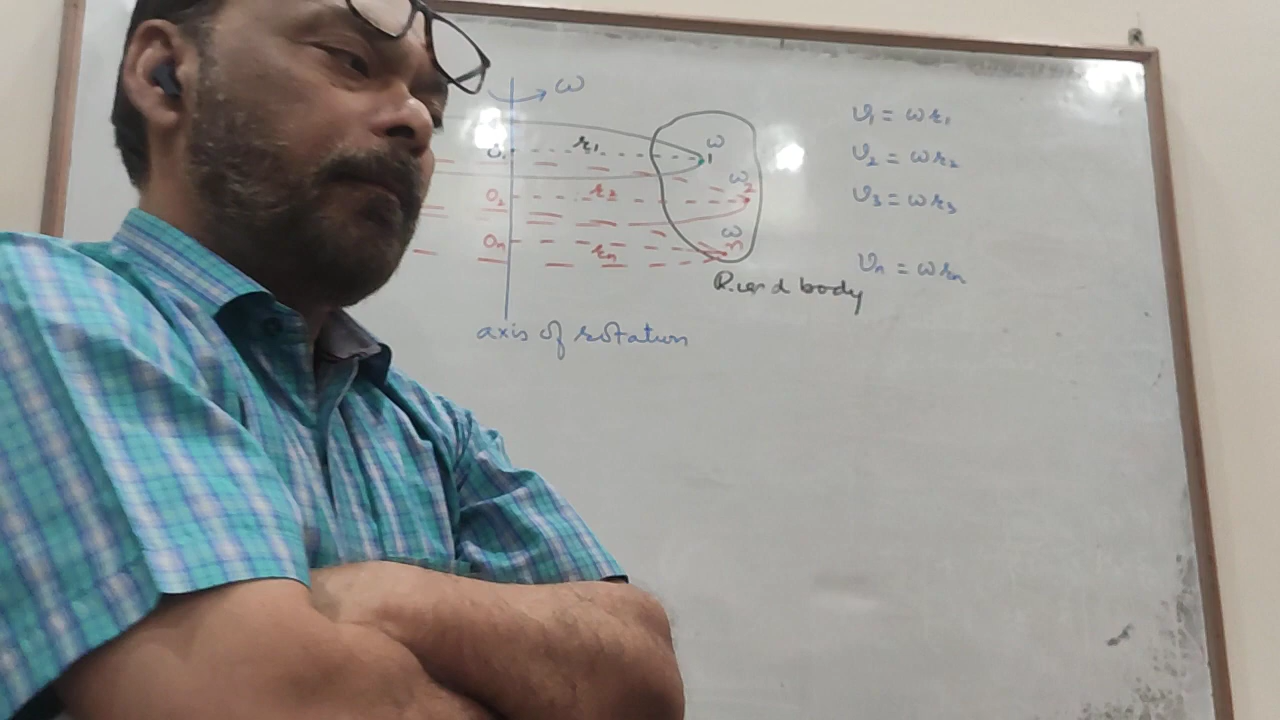 ω
O₁ r₁ ω 1
O₂ r₂ ω 2
Oₙ rₙ ω n
body
axis of rotation
v₁ = ωr₁
v₂ = ωr₂
v₃ = ωr₃
vₙ = ωrₙ